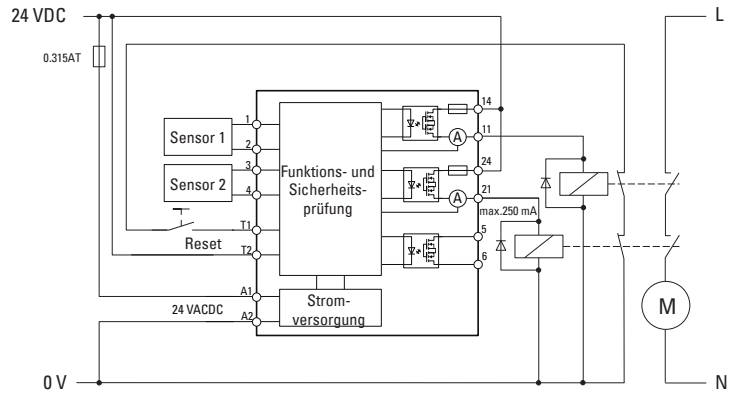 24 VDC
L
0.315AT
14
1
Sensor 1
11
2
3
24
Sensor 2
Funktions- und
Sicherheits-
prüfung
4
21
max.250 mA
T1
5
Reset
T2
6
A1
Strom-
versorgung
24 VACDC
A2
A
A
M
0 V
N